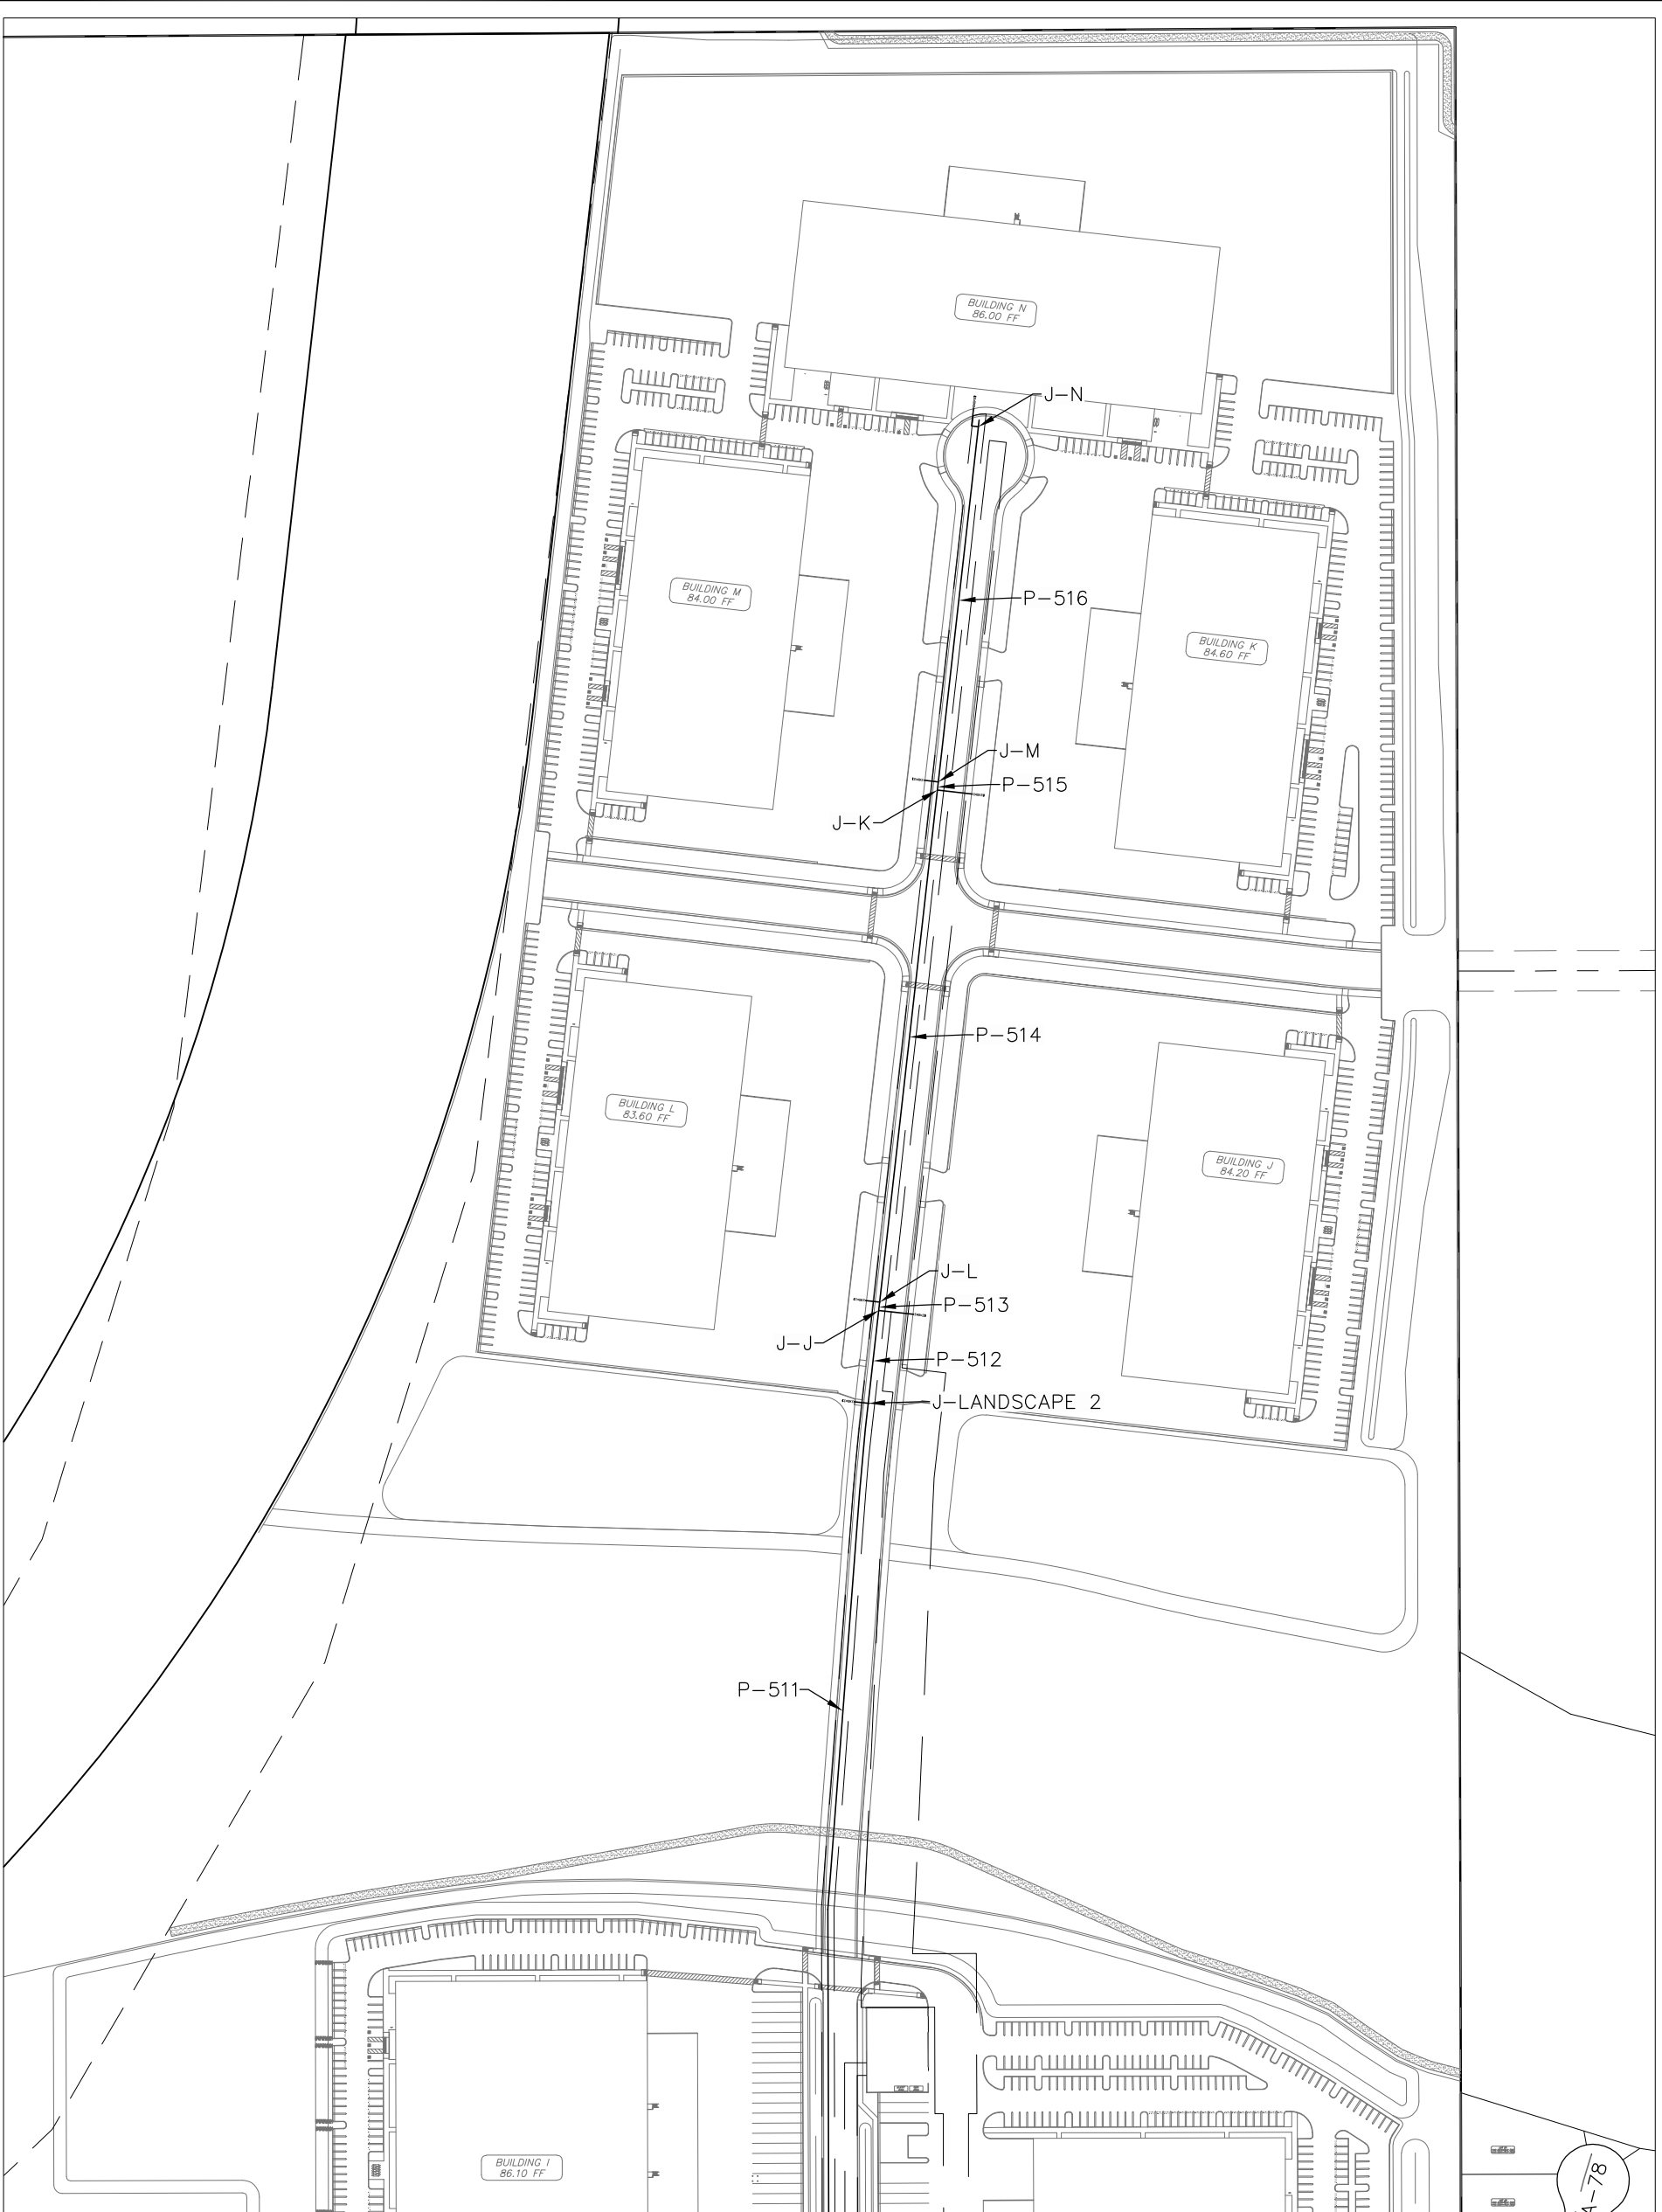 BUILDING N
86.00 FF
J-N
BUILDING M
84.00 FF
P-516
BUILDING K
84.60 FF
J-M
P-515
J-K
P-514
BUILDING L
83.60 FF
BUILDING J
84.20 FF
J-L
P-513
J-J
P-512
J-LANDSCAPE 2
P-511
BUILDING I
86.10 FF